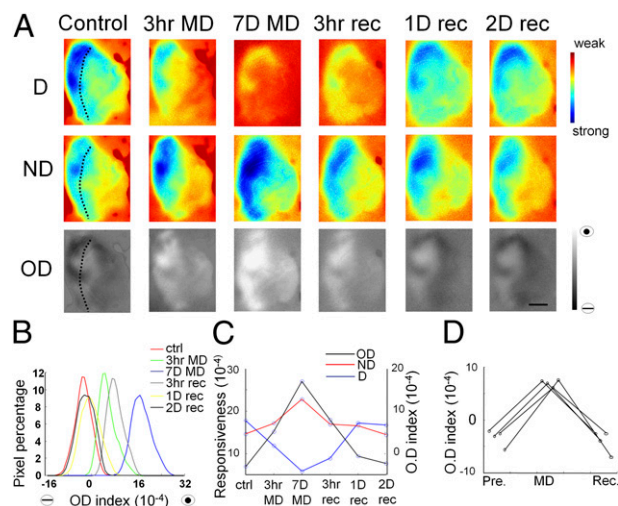 A Control 3hr MD 7D MD 3hr rec 1D rec 2D rec
D
weak
strong
ND
OD
B
ctrl
3hr MD
7D MD
3hr rec
1D rec
2D rec
Pixel percentage
12
10
8
6
4
2
0
-16 0 16 32
OD index (10⁻⁴)
C
OD
ND
D
Responsiveness (10⁻⁴)
30
20
10
20
10
0
O.D index (10⁻⁴)
ctrl 3hr MD 7D MD 3hr rec 1D rec 2D rec
D
O.D index (10⁻⁴)
10
0
-10
Pre. MD Rec.